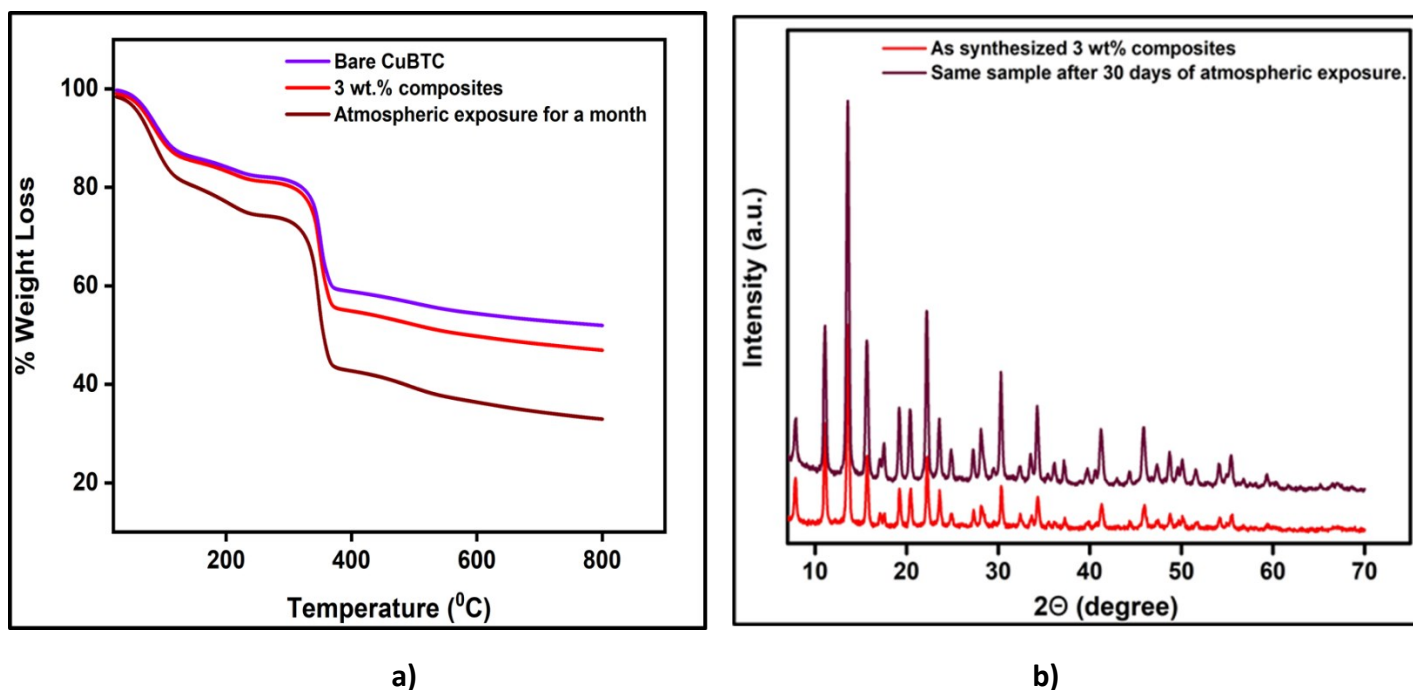 Bare CuBTC
3 wt.% composites
Atmospheric exposure for a month
100
80
60
40
20
% Weight Loss
200
400
600
800
Temperature (⁰C)
a)
As synthesized 3 wt% composites
Same sample after 30 days of atmospheric exposure.
Intensity (a.u.)
10
20
30
40
50
60
70
2Θ (degree)
b)